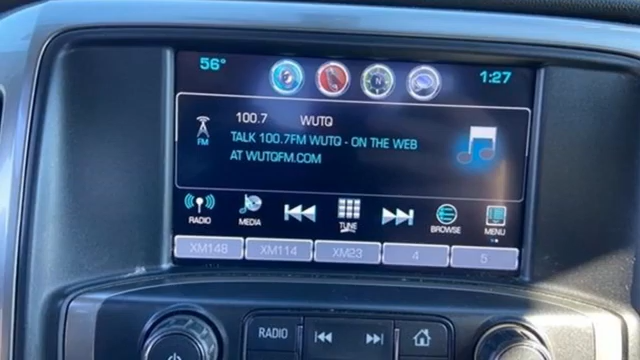 56° 1:27
100.7 WUTQ
FM TALK 100.7FM WUTQ - ON THE WEB
AT WUTQFM.COM
RADIO MEDIA TUNE BROWSE MENU
XM148 XM114 XM23 4 5
RADIO